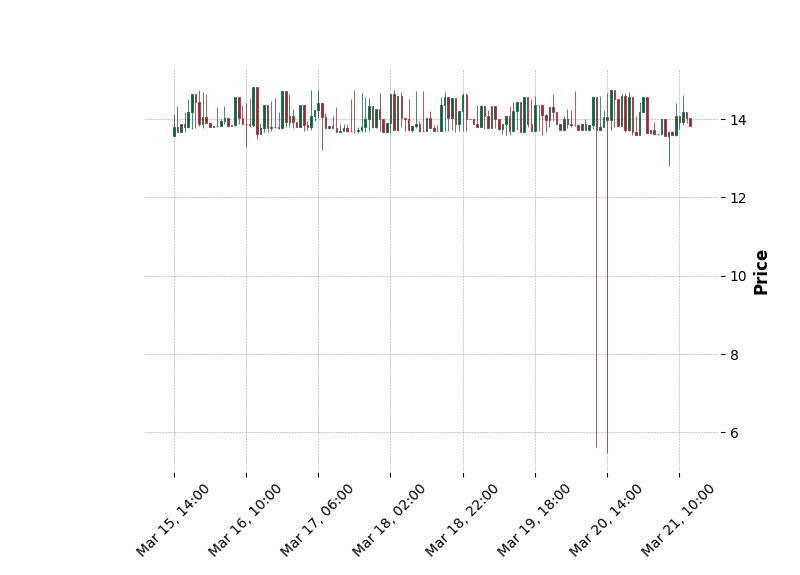 14
12
10
8
6
Price
Mar 15, 14:00
Mar 16, 10:00
Mar 17, 06:00
Mar 18, 02:00
Mar 18, 22:00
Mar 19, 18:00
Mar 20, 14:00
Mar 21, 10:00